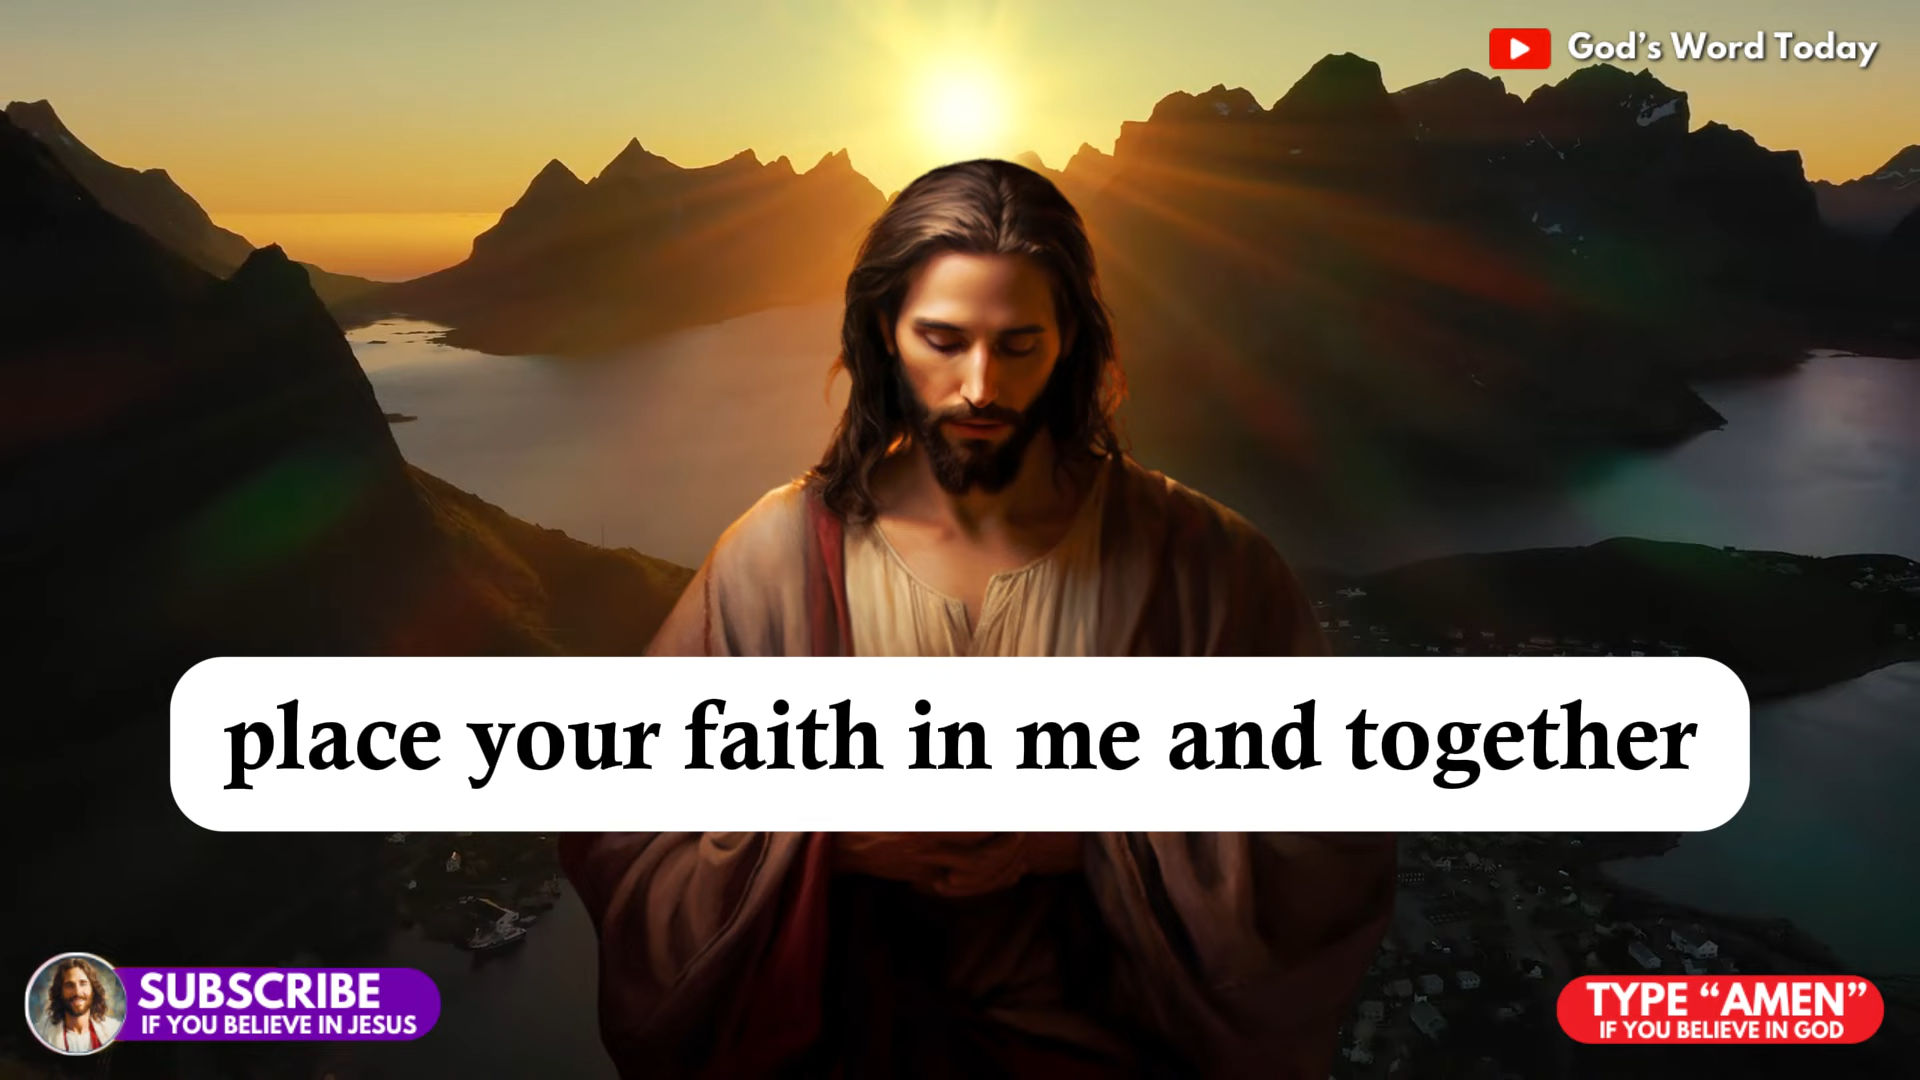 God's Word Today
place your faith in me and together
SUBSCRIBE
IF YOU BELIEVE IN JESUS
TYPE “AMEN”
IF YOU BELIEVE IN GOD